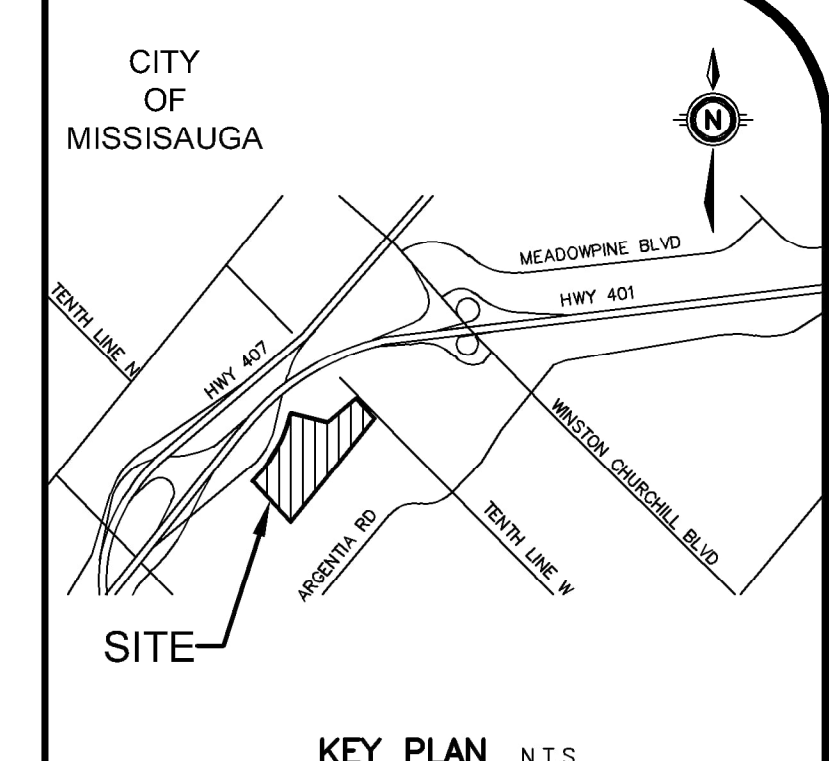 CITY
OF
MISSISAUGA
N
MEADOWPINE BLVD
HWY 401
TENTH LINE N
HWY 407
WINSTON CHURCHILL BLVD
TENTH LINE W
ARGENTIA RD
SITE
KEY PLAN N.T.S.